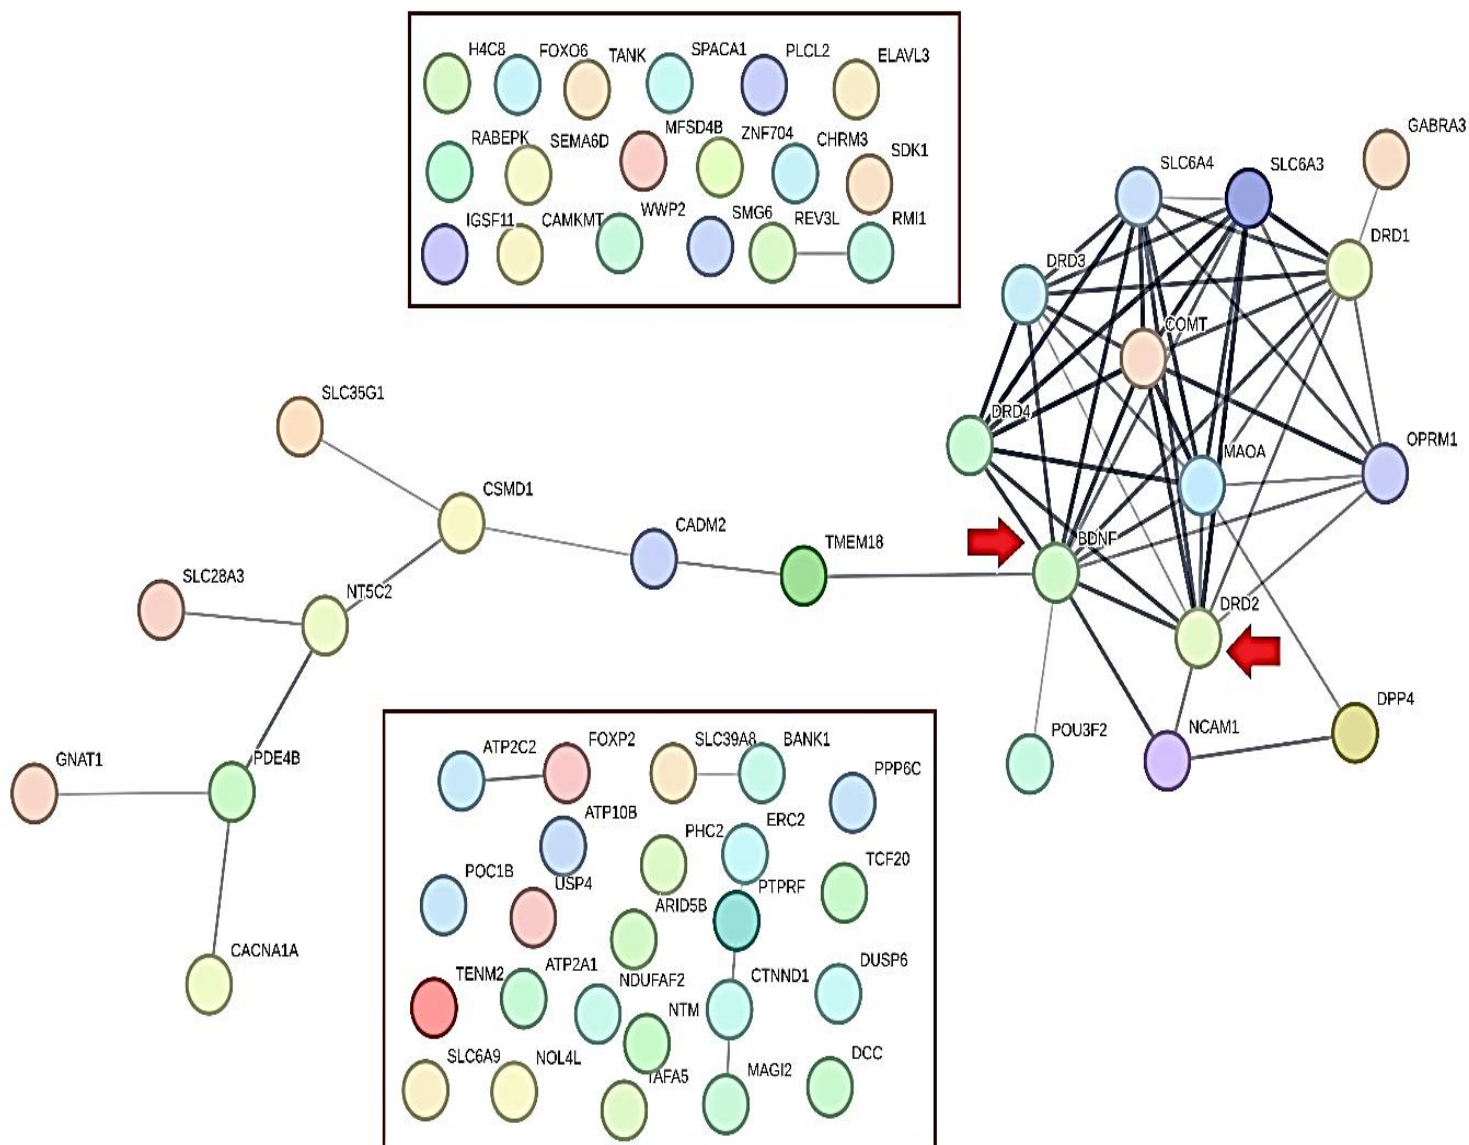 H4C8
FOXO6
TANK
SPACA1
PLCL2
ELAVL3
RABEPK
SEMA6D
MFSD4B
ZNF704
CHRM3
SDK1
IGSF11
CAMKMT
WWP2
SMG6
REV3L
RMI1
GABRA3
SLC6A4
SLC6A3
DRD1
DRD3
COMT
DRD4
MAOA
OPRM1
SLC35G1
CSMD1
CADM2
TMEM18
BDNF
SLC28A3
NT5C2
DRD2
GNAT1
PDE4B
POU3F2
NCAM1
DPP4
CACNA1A
ATP2C2
FOXP2
SLC39A8
BANK1
PPP6C
ATP10B
PHC2
ERC2
TCF20
POC1B
USP4
ARID5B
PTPRF
TENM2
ATP2A1
NDUFAF2
NTM
CTNND1
DUSP6
SLC6A9
NOL4L
TAFA5
MAGI2
DCC